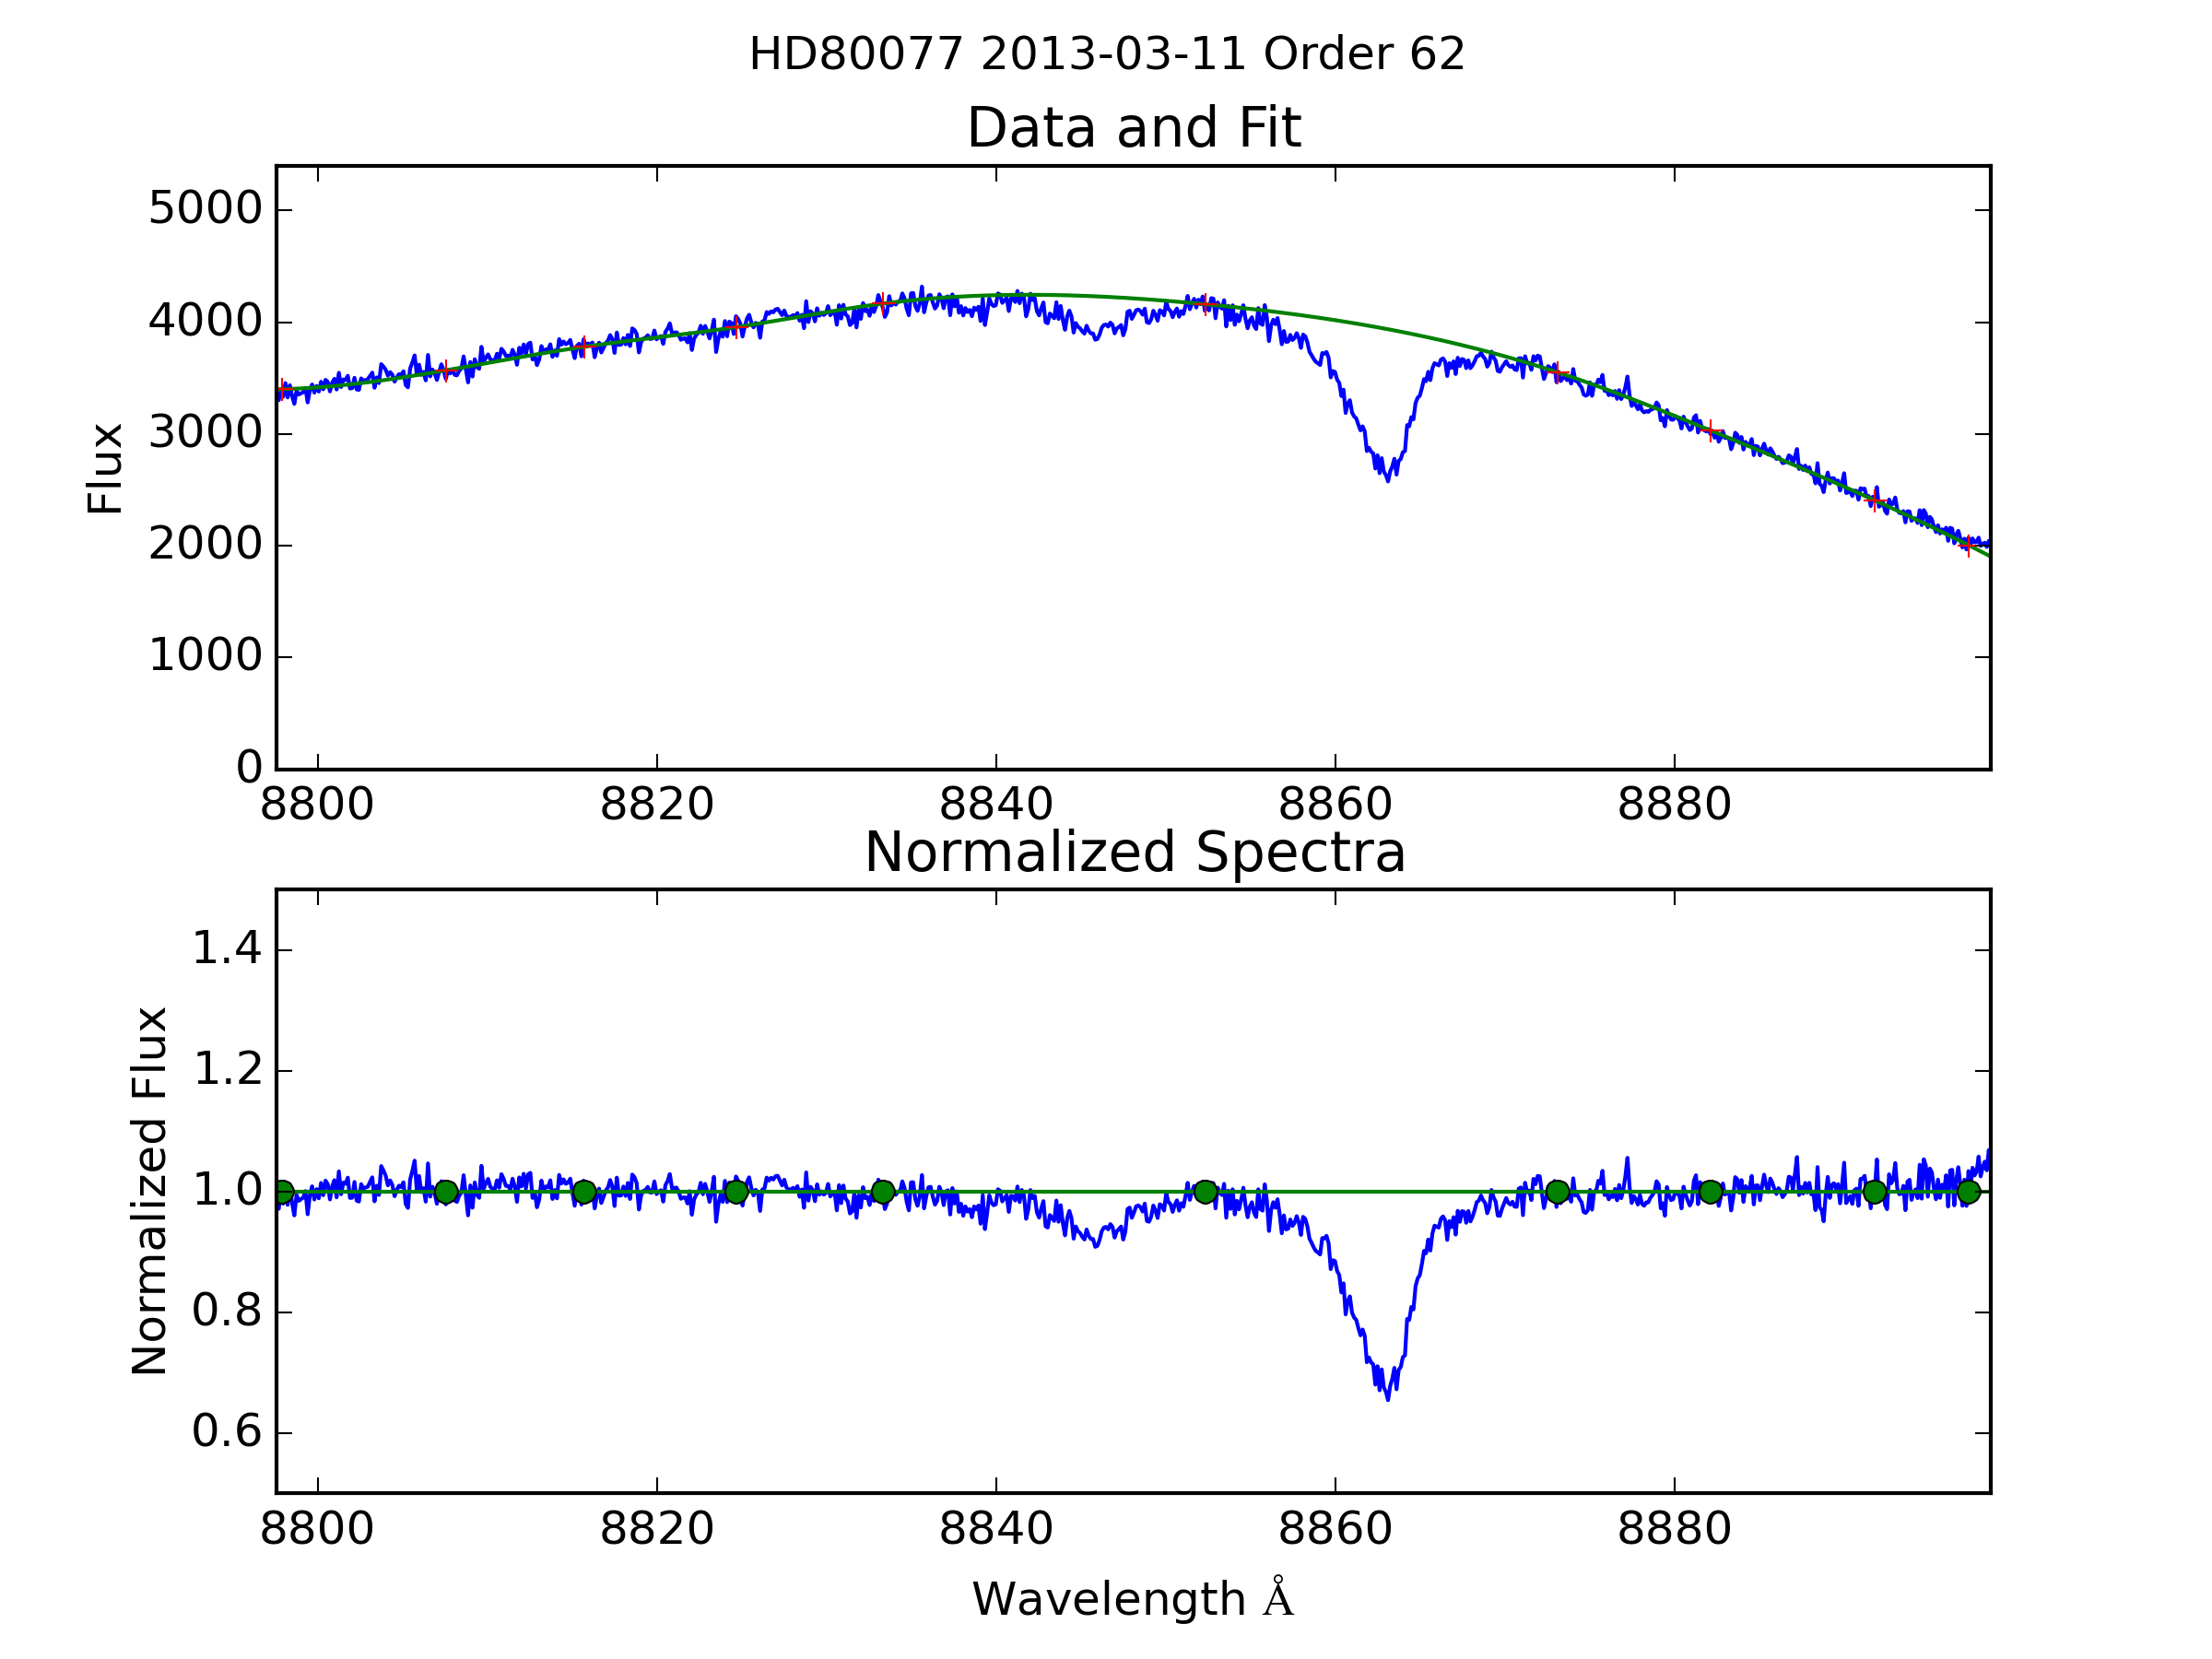 HD80077 2013-03-11 Order 62
Data and Fit
5000
4000
3000
2000
1000
0
Flux
8800 8820 8840 8860 8880
Normalized Spectra
1.4
1.2
1.0
0.8
0.6
Normalized Flux
8800 8820 8840 8860 8880
Wavelength Å